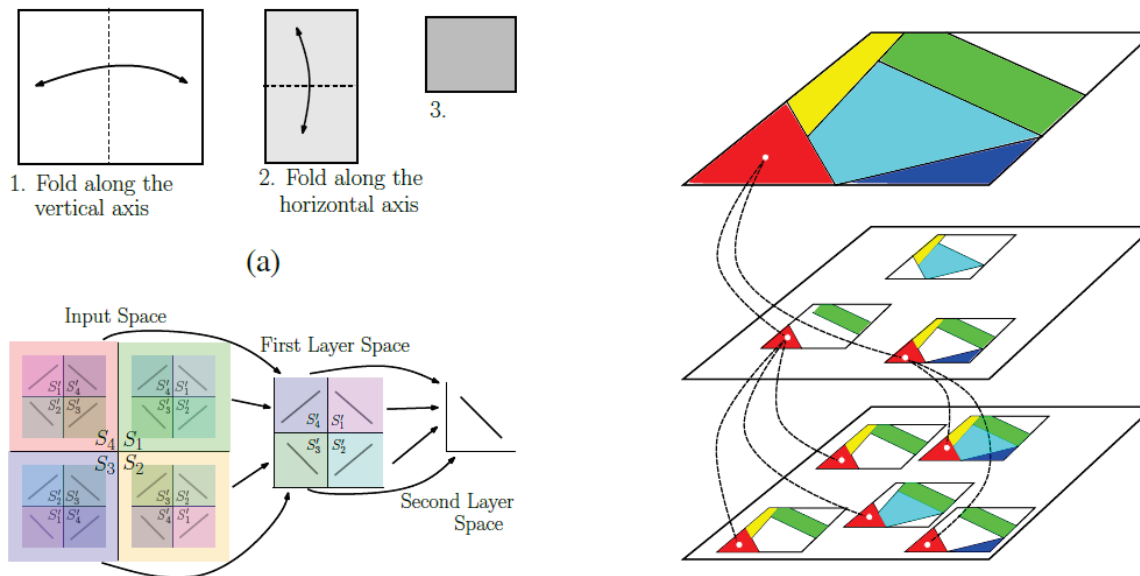 3.
1. Fold along the
vertical axis
2. Fold along the
horizontal axis
(a)
Input Space
First Layer Space
S′₁ S′₄ S′₄ S′₁
S′₂ S′₃ S′₃ S′₂
S₄ S₁
S₃ S₂
S′₂ S′₃ S′₃ S′₂
S′₁ S′₄ S′₄ S′₁
S′₄ S′₁
S′₃ S′₂
Second Layer
Space